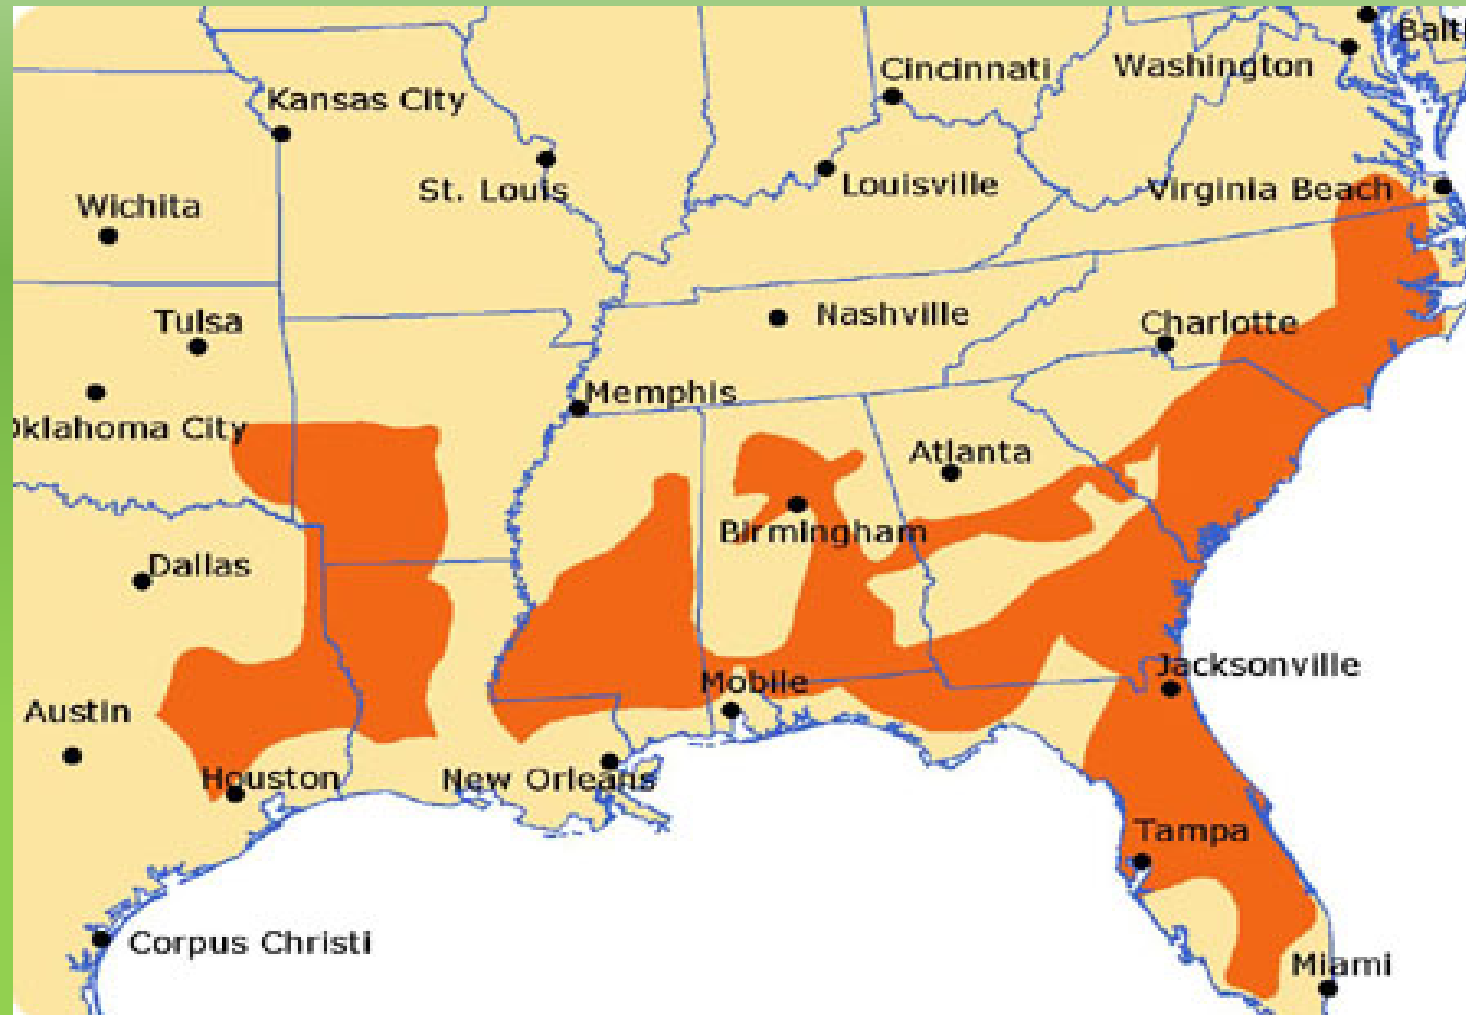 Balt
Cincinnati
Washington
Kansas City
St. Louis
Louisville
Virginia Beach
Wichita
Tulsa
Nashville
Charlotte
Memphis
Oklahoma City
Atlanta
Birmingham
Dallas
Jacksonville
Mobile
Austin
Houston
New Orleans
Tampa
Corpus Christi
Miami